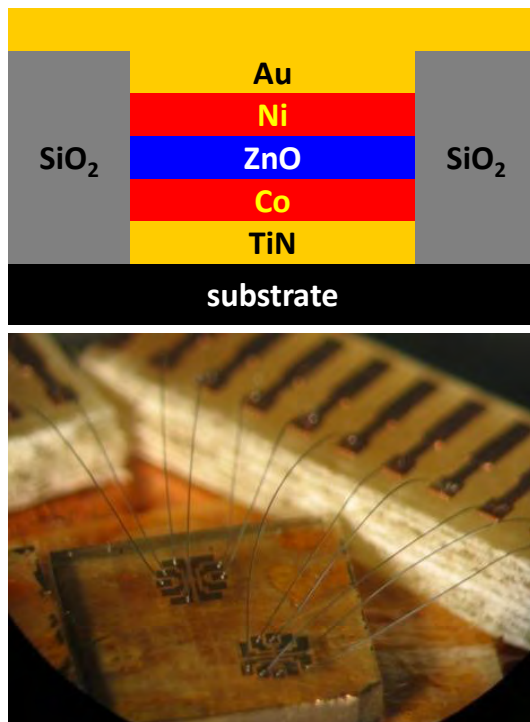 Au
Ni
SiO₂ ZnO SiO₂
Co
TiN
substrate